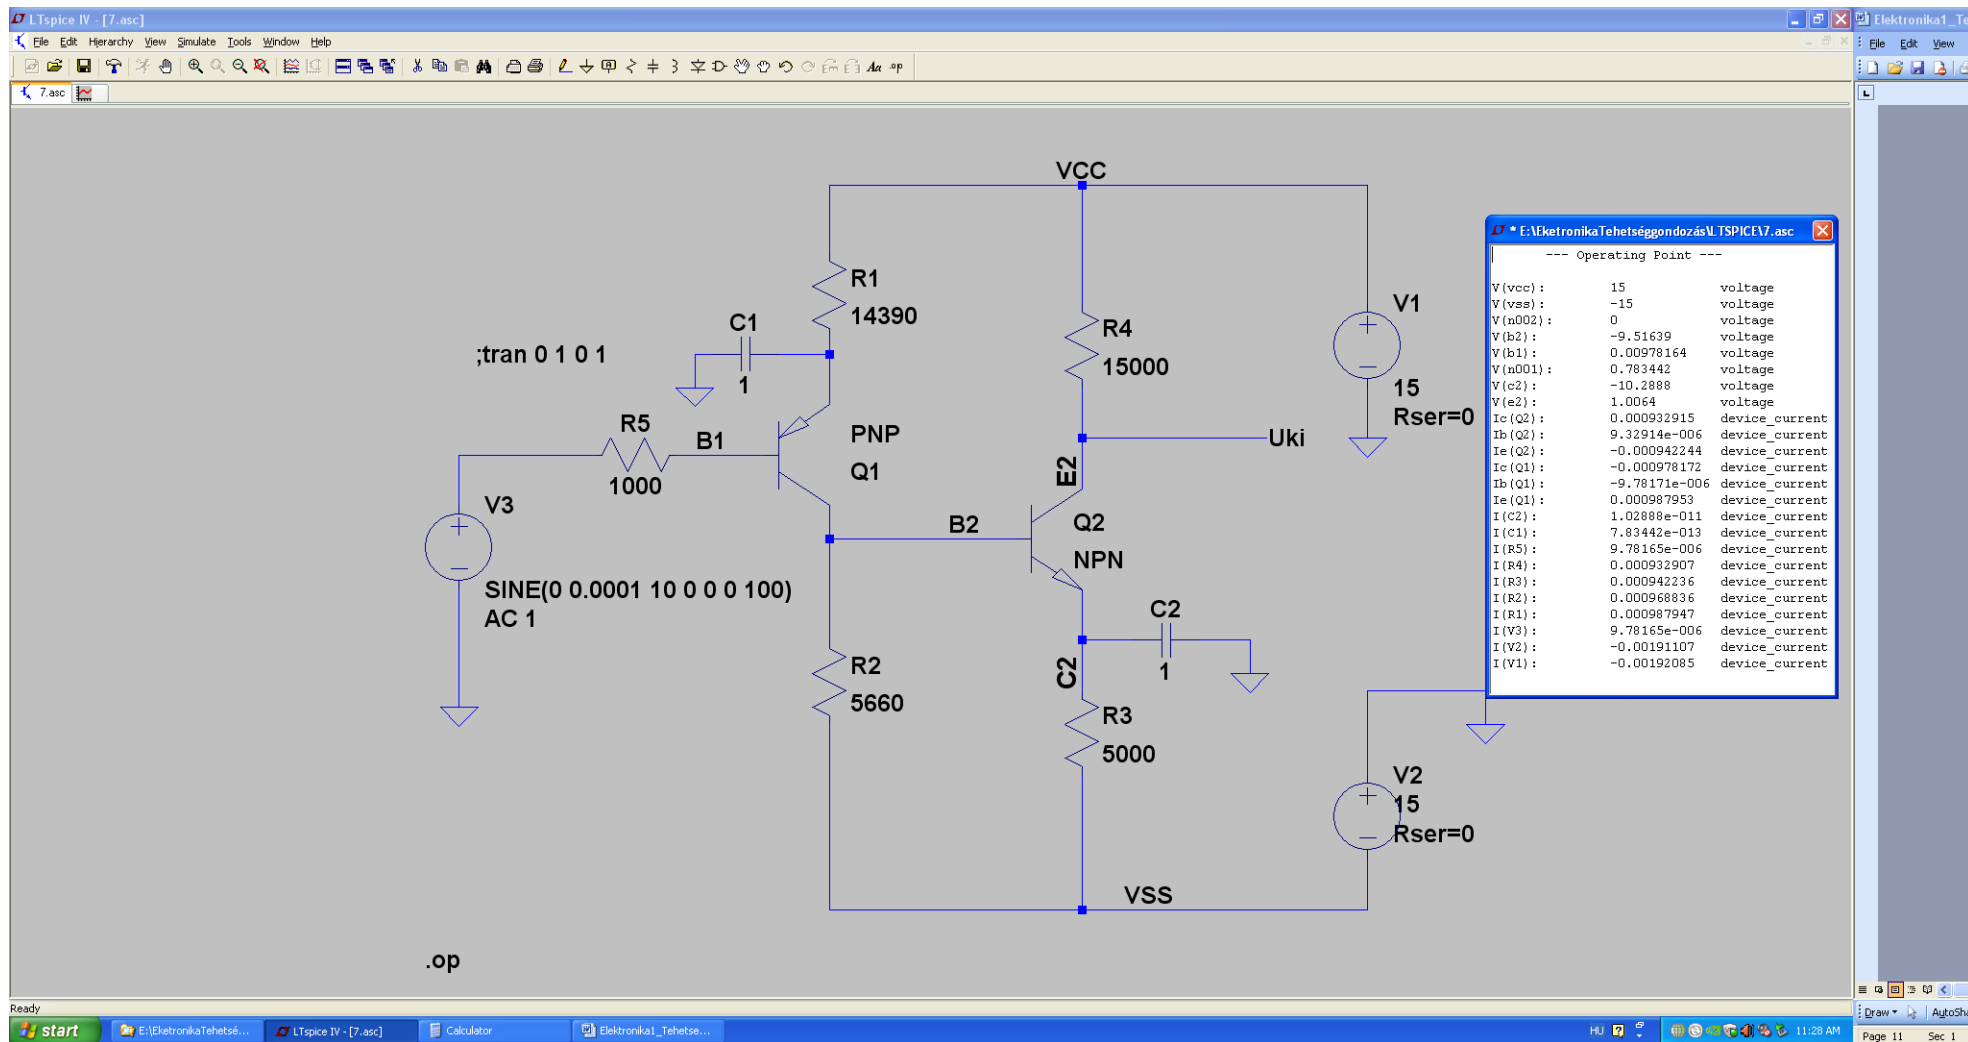 LTspice IV - [7.asc]
Elektronika1_Te
File Edit Hierarchy View Simulate Tools Window Help
File Edit View
7.asc
VCC
R1
14390
C1
1
;tran 0 1 0 1
R4
15000
V1
15
Rser=0
R5
1000
B1
PNP
Q1
Uki
E2
V3
SINE(0 0.0001 10 0 0 0 100)
AC 1
B2
Q2
NPN
C2
1
C2
R2
5660
R3
5000
V2
15
Rser=0
VSS
.op
* E:\EketronikaTehetséggondozás\LTSPICE\7.asc
--- Operating Point ---
V(vcc): 15 voltage
V(vss): -15 voltage
V(n002): 0 voltage
V(b2): -9.51639 voltage
V(b1): 0.00978164 voltage
V(n001): 0.783442 voltage
V(c2): -10.2888 voltage
V(e2): 1.0064 voltage
Ic(Q2): 0.000932915 device_current
Ib(Q2): 9.32914e-006 device_current
Ie(Q2): -0.000942244 device_current
Ic(Q1): -0.000978172 device_current
Ib(Q1): -9.78171e-006 device_current
Ie(Q1): 0.000987953 device_current
I(C2): 1.02888e-011 device_current
I(C1): 7.83442e-013 device_current
I(R5): 9.78165e-006 device_current
I(R4): 0.000932907 device_current
I(R3): 0.000942236 device_current
I(R2): 0.000968836 device_current
I(R1): 0.000987947 device_current
I(V3): 9.78165e-006 device_current
I(V2): -0.00191107 device_current
I(V1): -0.00192085 device_current
Ready
Draw AutoSha
start E:\EketronikaTehetsé... LTspice IV - [7.asc] Calculator Elektronika1_Tehetse... HU 11:28 AM
Page 11 Sec 1